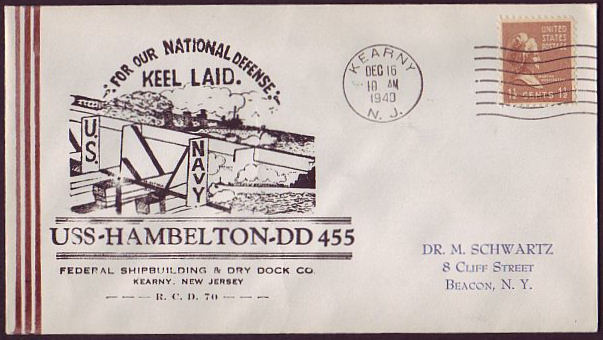 FOR OUR NATIONAL DEFENSE
KEEL LAID.
U.S.
NAVY
USS-HAMBELTON-DD 455
FEDERAL SHIPBUILDING & DRY DOCK CO.
KEARNY, NEW JERSEY
R. C. D. 70
KEARNY
DEC 16
10 AM
1940
N. J.
UNITED
STATES
POSTAGE
1½ CENTS 1½
DR. M. SCHWARTZ
8 CLIFF STREET
BEACON, N. Y.